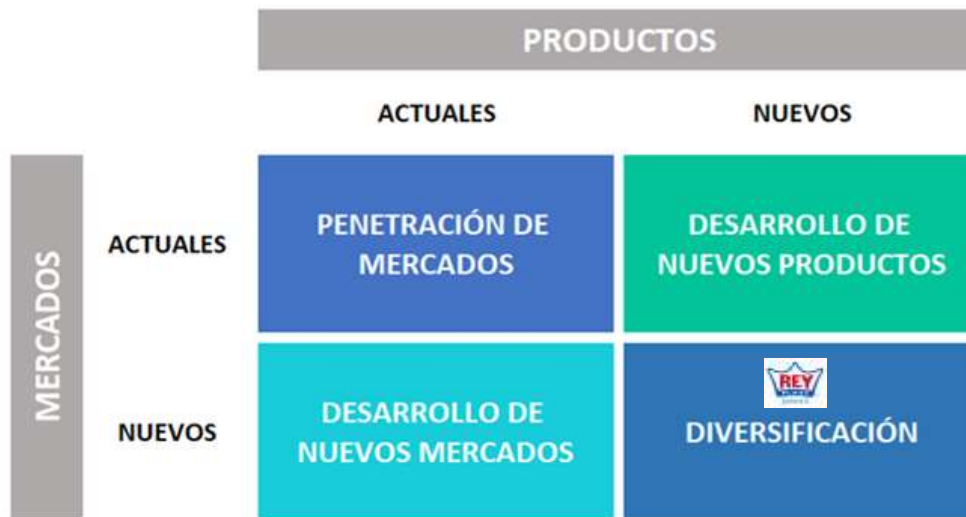 PRODUCTOS
ACTUALES NUEVOS
MERCADOS
ACTUALES
PENETRACIÓN DE
MERCADOS
DESARROLLO DE
NUEVOS PRODUCTOS
NUEVOS
DESARROLLO DE
NUEVOS MERCADOS
REY
DIVERSIFICACIÓN